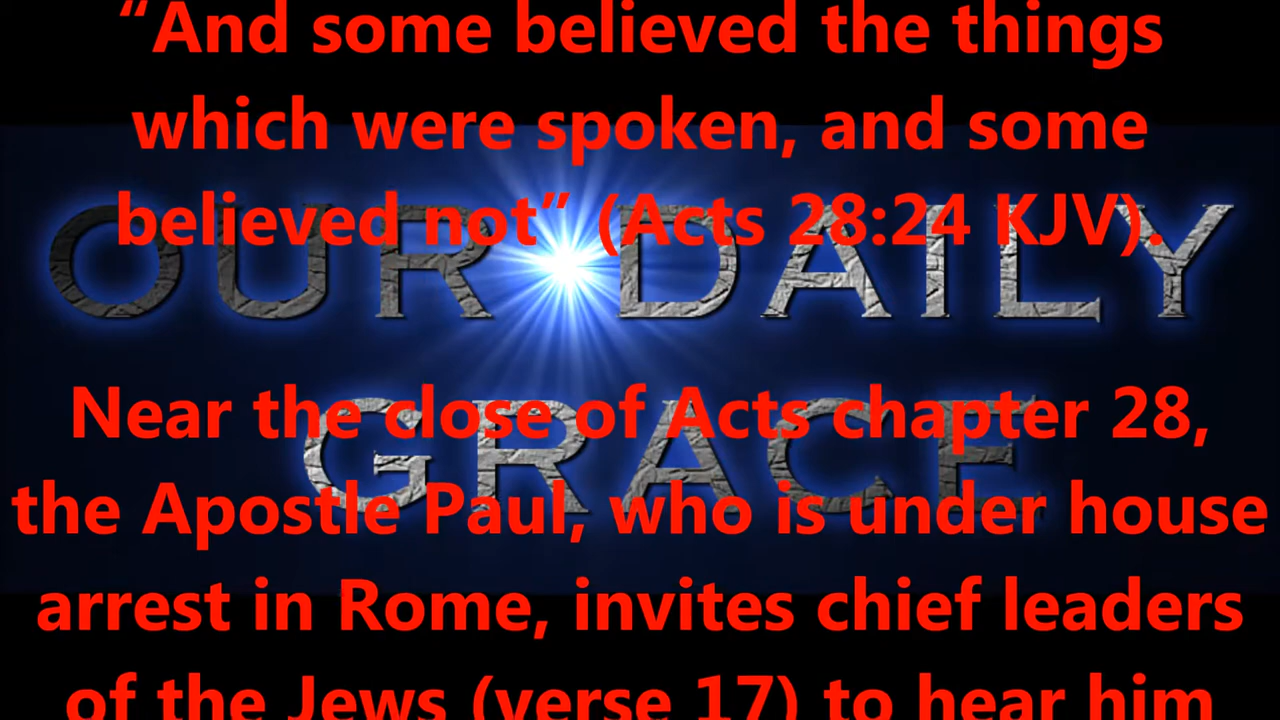 “And some believed the things
which were spoken, and some
believed not” (Acts 28:24 KJV).
OUR DAILY
Near the close of Acts chapter 28,
GRACE
the Apostle Paul, who is under house
arrest in Rome, invites chief leaders
of the Jews (verse 17) to hear him